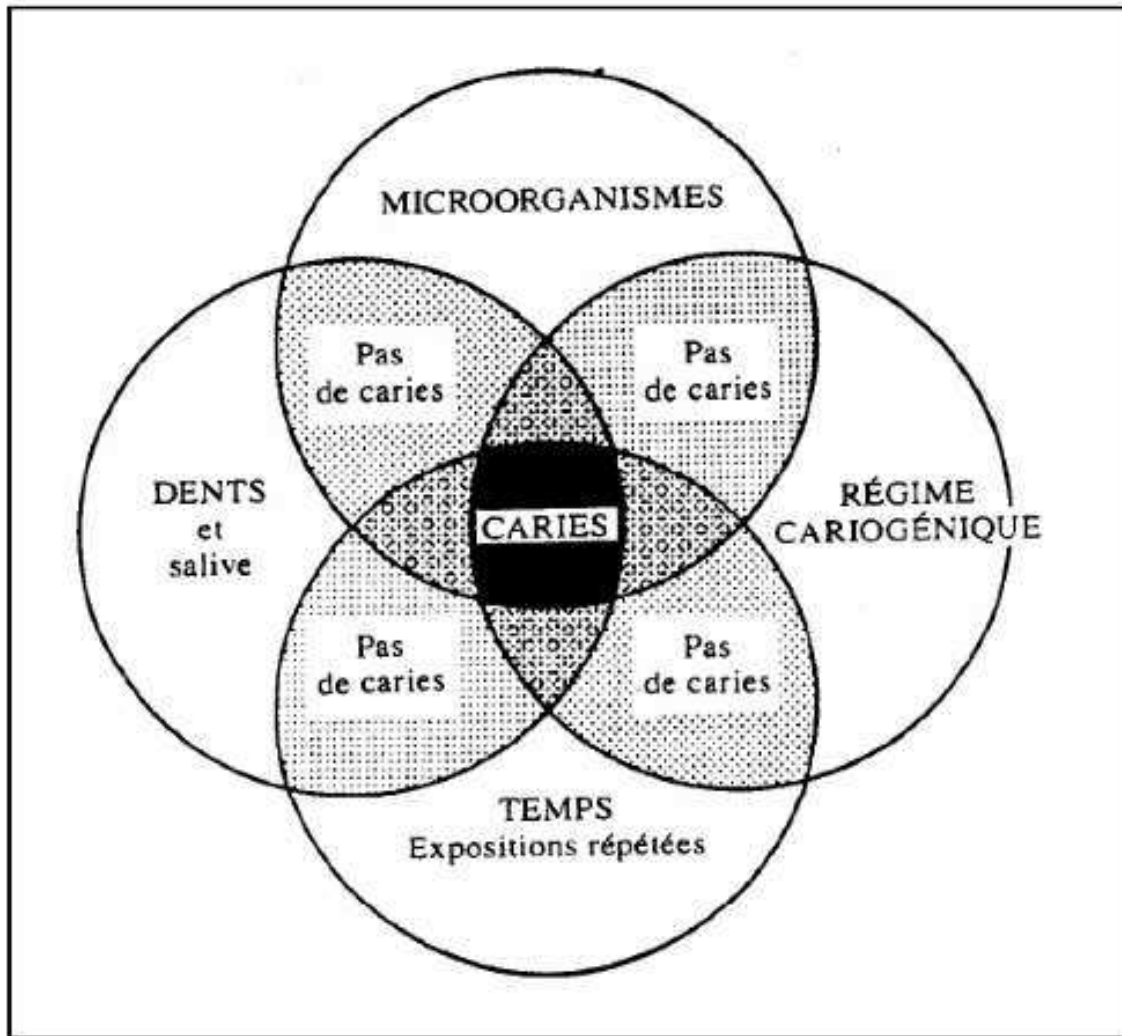 MICROORGANISMES
Pas
de caries
Pas
de caries
DENTS
et
salive
CARIES
RÉGIME
CARIOGÉNIQUE
Pas
de caries
Pas
de caries
TEMPS
Expositions répétées